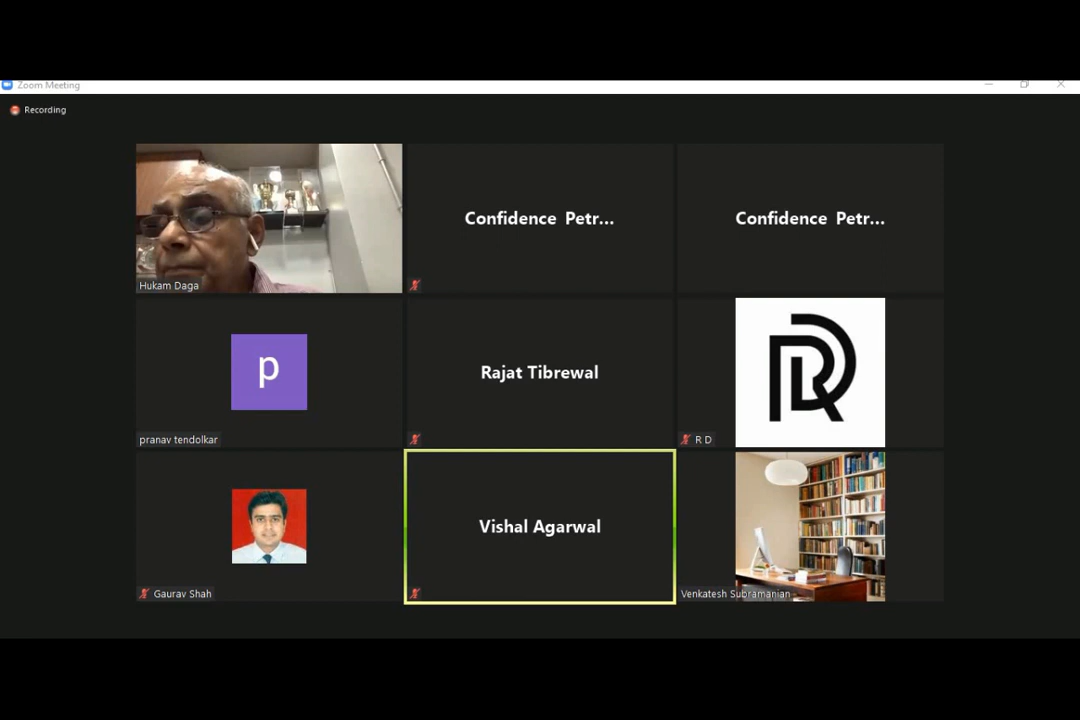 Zoom Meeting
Recording
Hukam Daga
Confidence Petr...
Confidence Petr...
p
pranav tendolkar
Rajat Tibrewal
R D
Gaurav Shah
Vishal Agarwal
Venkatesh Subramanian